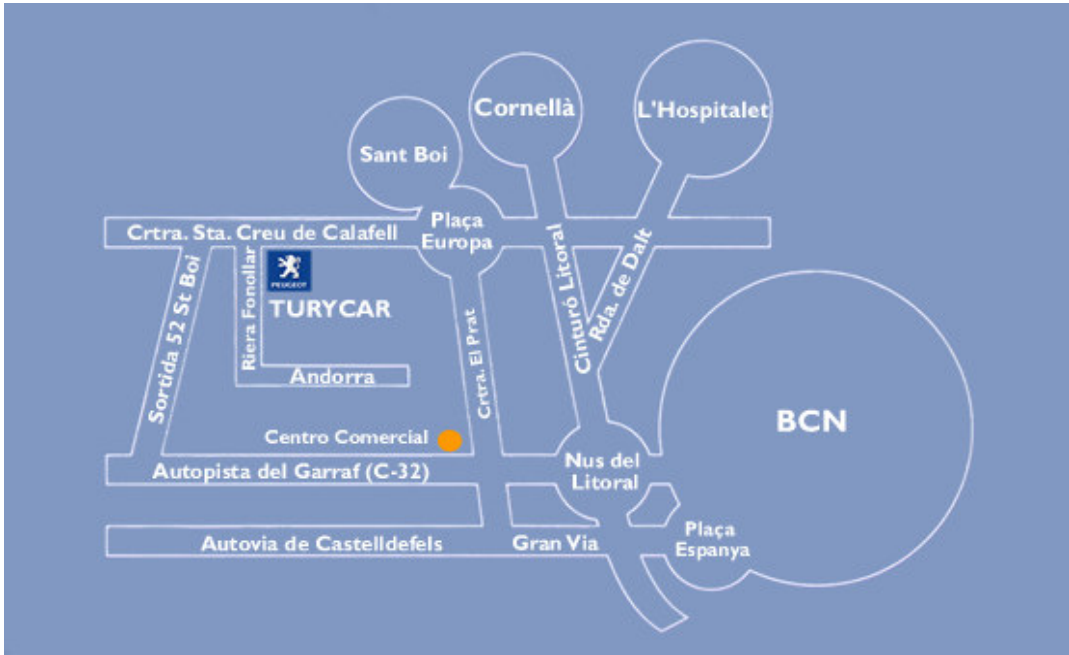 Cornellà
L'Hospitalet
Sant Boi
Plaça
Europa
Crtra. Sta. Creu de Calafell
Sortida 52 St Boi
Riera Fonollar
PEUGEOT
TURYCAR
Andorra
Crtra. El Prat
Cinturó Litoral
Rda. de Dalt
BCN
Centro Comercial
Autopista del Garraf (C-32)
Nus del
Litoral
Autovia de Castelldefels
Gran Via
Plaça
Espanya